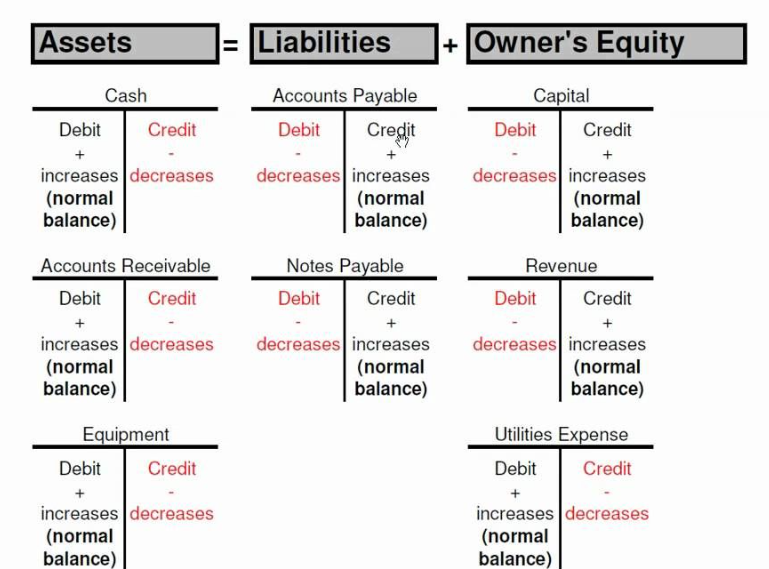 Assets = Liabilities + Owner's Equity
Cash Accounts Payable Capital
Debit Credit Debit Credit Debit Credit
+ - - + - +
increases decreases decreases increases decreases increases
(normal (normal (normal
balance) balance) balance)
Accounts Receivable Notes Payable Revenue
Debit Credit Debit Credit Debit Credit
+ - - + - +
increases decreases decreases increases decreases increases
(normal (normal (normal
balance) balance) balance)
Equipment Utilities Expense
Debit Credit Debit Credit
+ - + -
increases decreases increases decreases
(normal (normal
balance) balance)